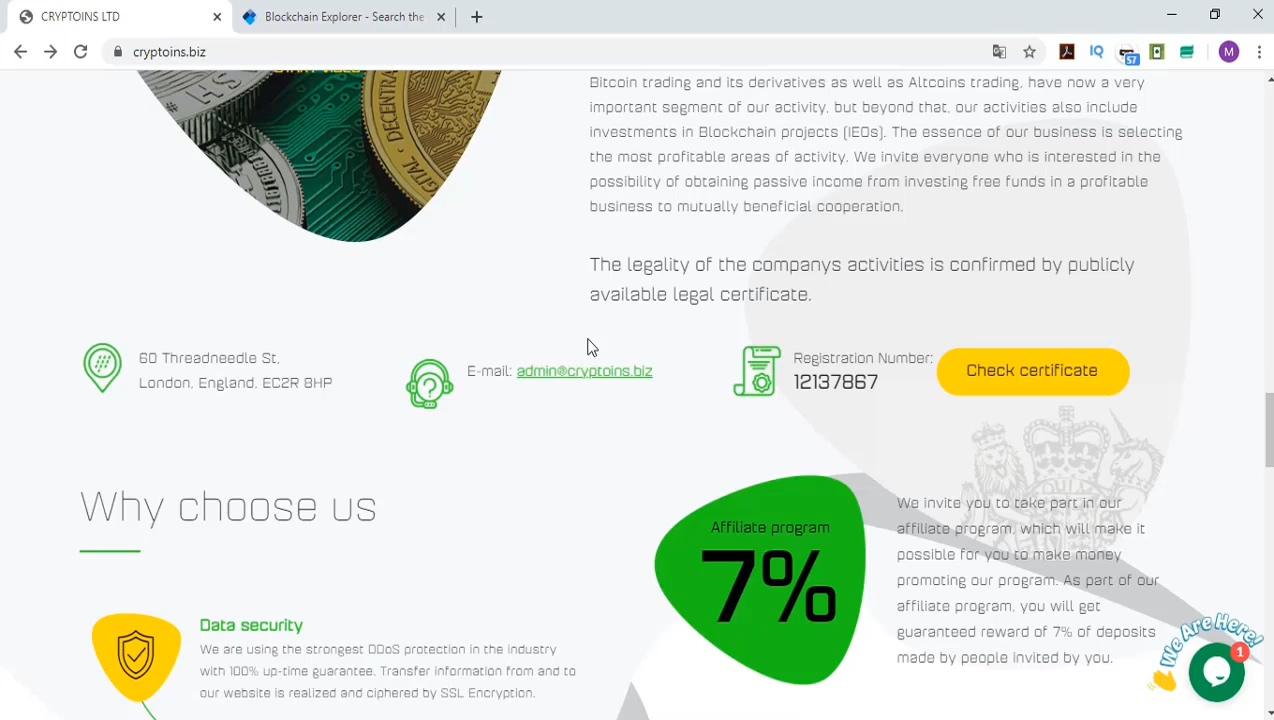 CRYPTOINS LTD
Blockchain Explorer - Search the
cryptoins.biz
57
M
START VIDEO
DECENTRAL
DIGITAL
Bitcoin trading and its derivatives as well as Altcoins trading, have now a very
important segment of our activity, but beyond that, our activities also include
investments in Blockchain projects (IEOs). The essence of our business is selecting
the most profitable areas of activity. We invite everyone who is interested in the
possibility of obtaining passive income from investing free funds in a profitable
business to mutually beneficial cooperation.
The legality of the companys activities is confirmed by publicly
available legal certificate.
60 Threadneedle St,
London, England, EC2R 8HP
E-mail: admin@cryptoins.biz
Registration Number:
12137867
Check certificate
Why choose us
Affiliate program
7%
We invite you to take part in our
affiliate program, which will make it
possible for you to make money
promoting our program. As part of our
affiliate program, you will get
guaranteed reward of 7% of deposits
made by people invited by you.
Data security
We are using the strongest DDoS protection in the industry
with 100% up-time guarantee. Transfer information from and to
our website is realized and ciphered by SSL Encryption.
We Are Here!
1